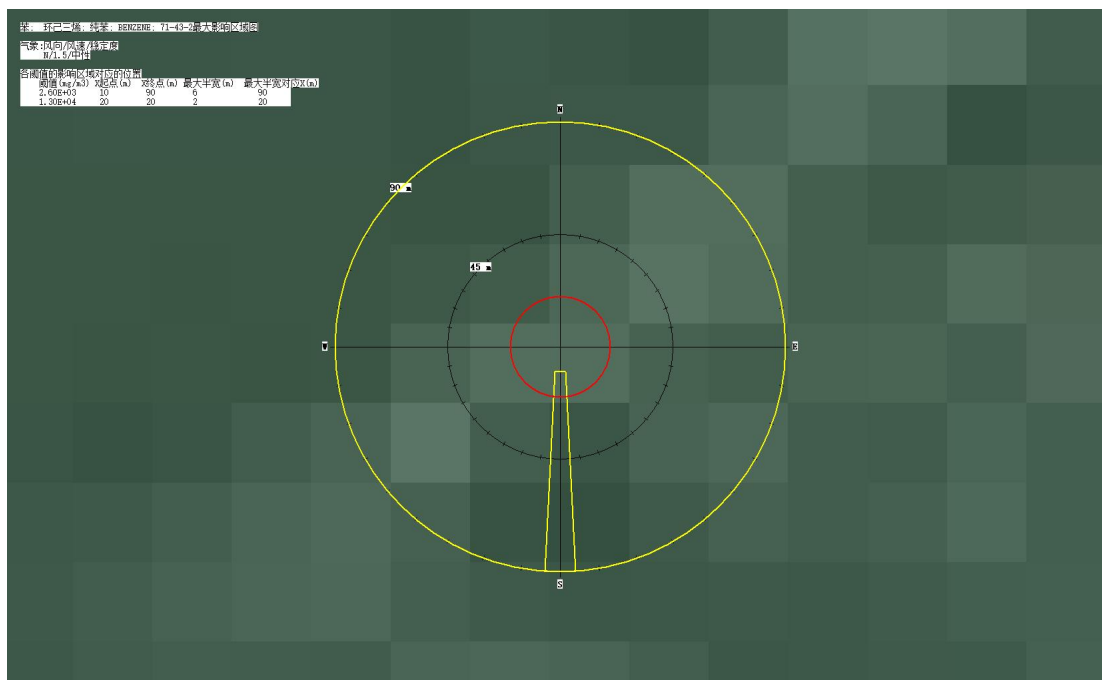 苯; 环己三烯; 纯苯; BENZENE; 71-43-2最大影响区域图
气象:风向/风速/稳定度
N/1.5/中性
各阈值的影响区域对应的位置
阈值(mg/m3) X起点(m) X终点(m) 最大半宽(m) 最大半宽对应X(m)
2.60E+03 10 90 6 90
1.30E+04 20 20 2 20
N
90 m
45 m
W
E
S